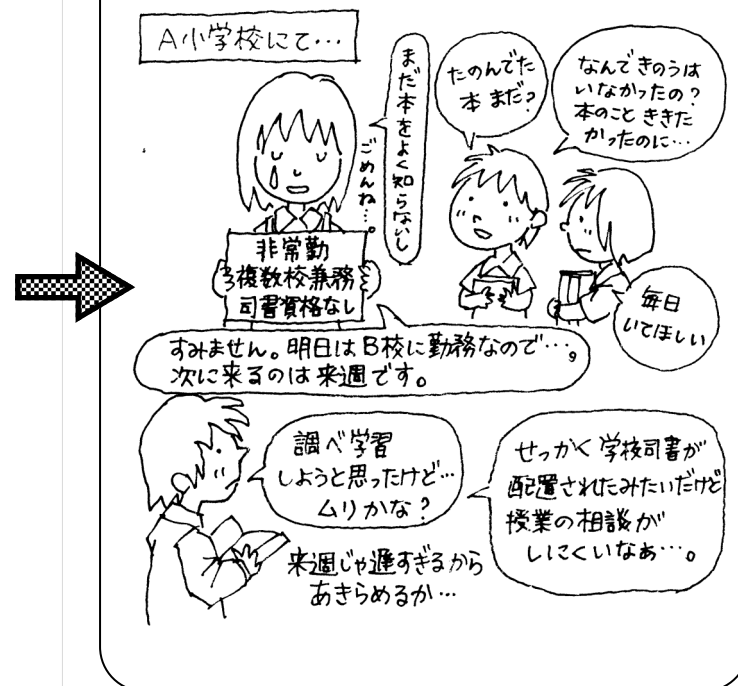 A小学校にて…
まだ本をよく知らないし
ごめんね…。
たのんでた
本 まだ?
なんで きのうは
いなかったの?
本のこと ききた
かったのに…
非常勤
複数校兼務
司書資格なし
毎日
いてほしい
すみません。明日はB校に勤務なので…。
次に来るのは来週です。
調べ学習
しようと思ったけど…
ムリかな?
来週じゃ遅すぎるから
あきらめるか…
せっかく 学校司書が
配置されたみたいだけど
授業の相談が
しにくいなぁ…。